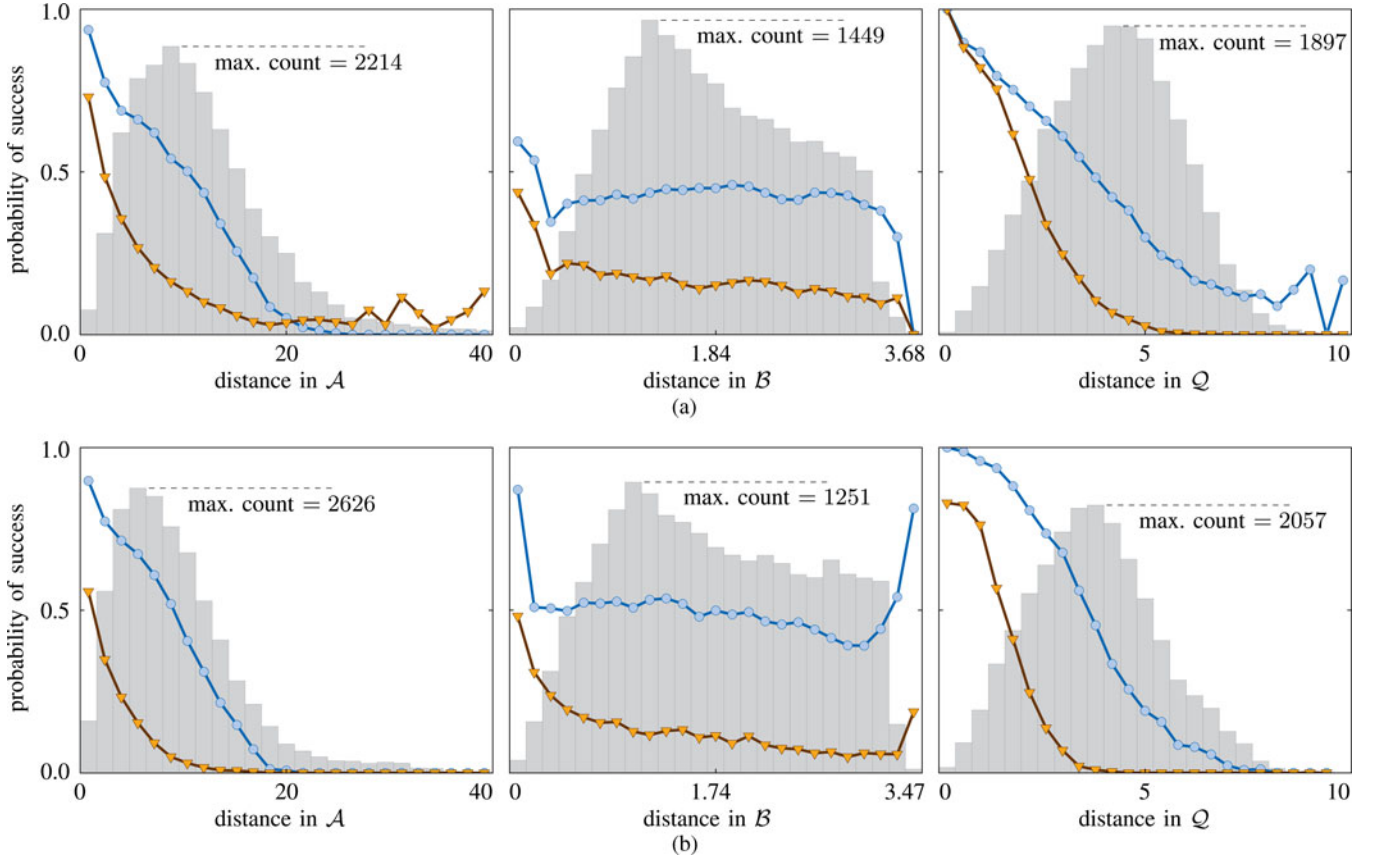 1.0
max. count = 2214
max. count = 1449
max. count = 1897
probability of success
0.5
0.0
0 20 40
0 1.84 3.68
0 5 10
distance in 𝒜
distance in ℬ
distance in 𝒬
(a)
1.0
max. count = 2626
max. count = 1251
max. count = 2057
probability of success
0.5
0.0
0 20 40
0 1.74 3.47
0 5 10
distance in 𝒜
distance in ℬ
distance in 𝒬
(b)